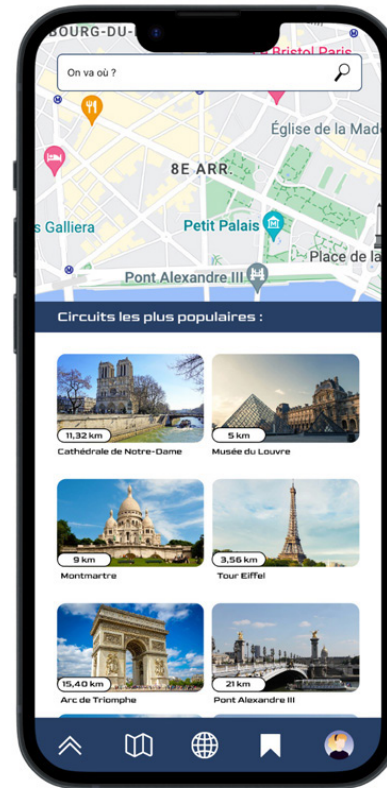 BOURG-DU-
Le Bristol Paris
On va où ?
Église de la Made
8E ARR.
s Galliera
Petit Palais
Place de la
Pont Alexandre III
Circuits les plus populaires :
11,32 km
5 km
Cathédrale de Notre-Dame
Musée du Louvre
9 km
3,56 km
Montmartre
Tour Eiffel
15,40 km
21 km
Arc de Triomphe
Pont Alexandre III